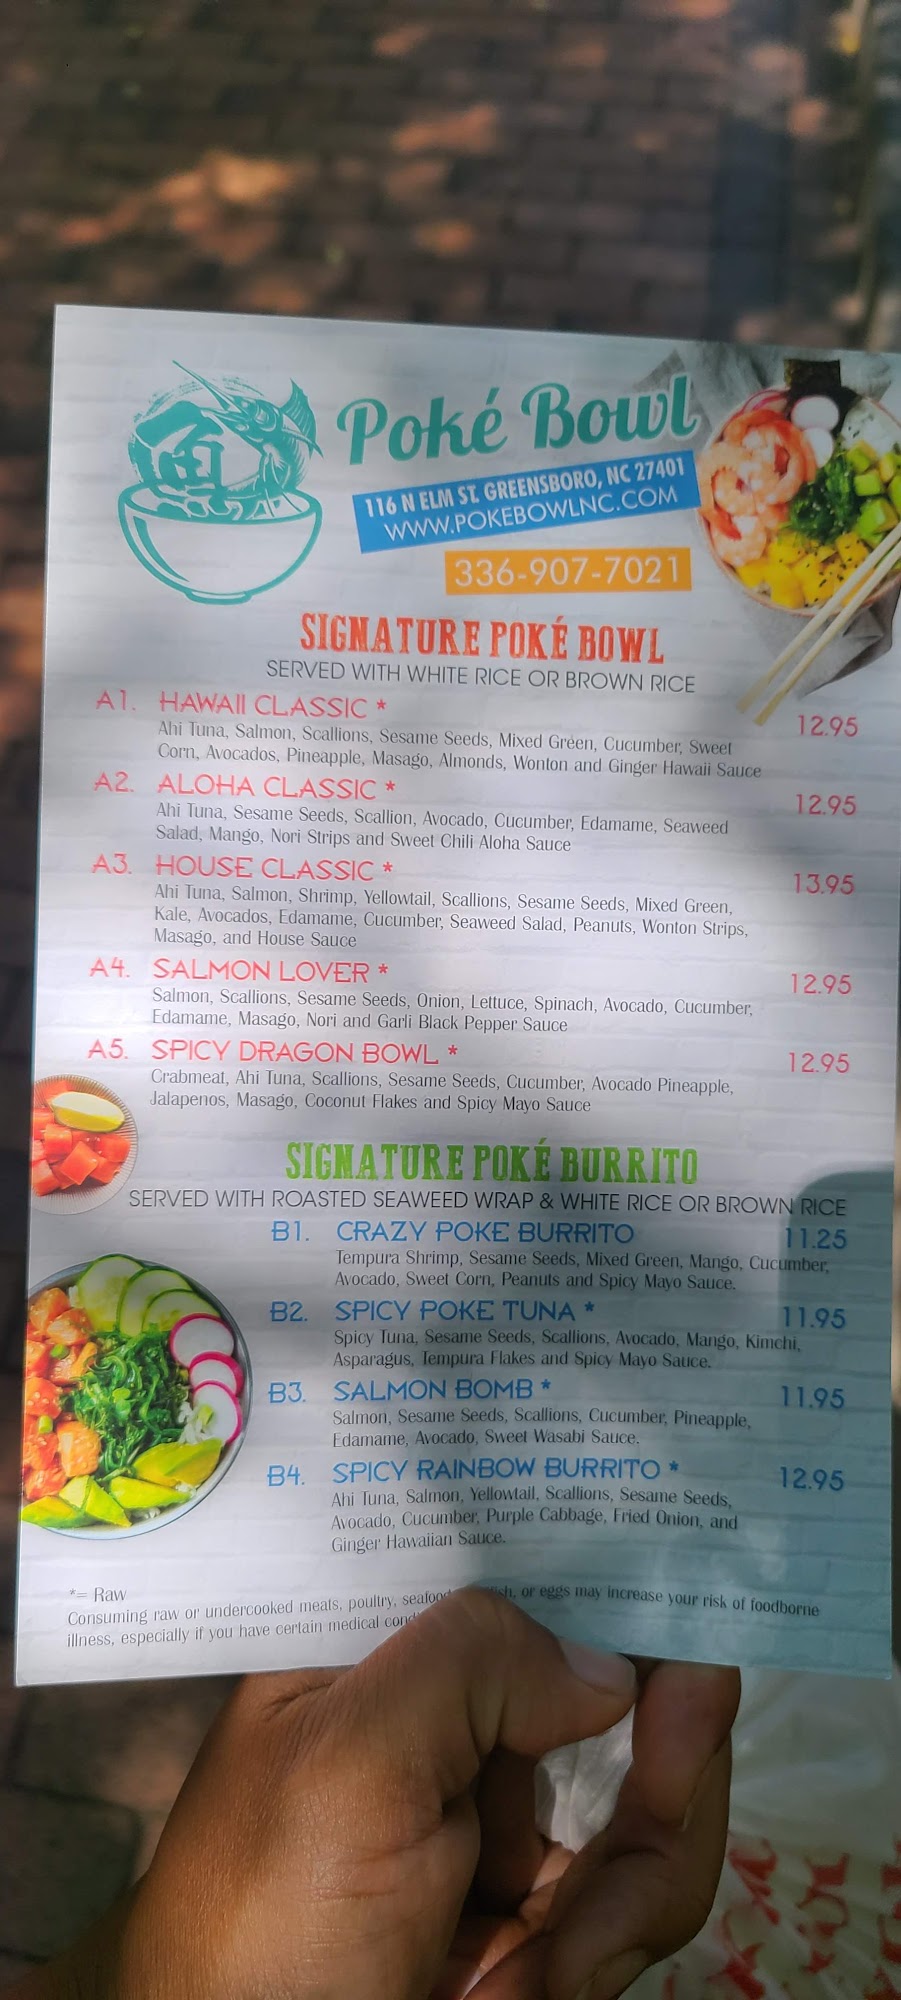 魚
Poké Bowl
116 N ELM ST. GREENSBORO, NC 27401
WWW.POKEBOWLNC.COM
336-907-7021
SIGNATURE POKÉ BOWL
SERVED WITH WHITE RICE OR BROWN RICE
A1. HAWAII CLASSIC * 12.95
Ahi Tuna, Salmon, Scallions, Sesame Seeds, Mixed Green, Cucumber, Sweet
Corn, Avocados, Pineapple, Masago, Almonds, Wonton and Ginger Hawaii Sauce
A2. ALOHA CLASSIC * 12.95
Ahi Tuna, Sesame Seeds, Scallion, Avocado, Cucumber, Edamame, Seaweed
Salad, Mango, Nori Strips and Sweet Chili Aloha Sauce
A3. HOUSE CLASSIC * 13.95
Ahi Tuna, Salmon, Shrimp, Yellowtail, Scallions, Sesame Seeds, Mixed Green,
Kale, Avocados, Edamame, Cucumber, Seaweed Salad, Peanuts, Wonton Strips,
Masago, and House Sauce
A4. SALMON LOVER * 12.95
Salmon, Scallions, Sesame Seeds, Onion, Lettuce, Spinach, Avocado, Cucumber,
Edamame, Masago, Nori and Garli Black Pepper Sauce
A5. SPICY DRAGON BOWL * 12.95
Crabmeat, Ahi Tuna, Scallions, Sesame Seeds, Cucumber, Avocado Pineapple,
Jalapenos, Masago, Coconut Flakes and Spicy Mayo Sauce
SIGNATURE POKÉ BURRITO
SERVED WITH ROASTED SEAWEED WRAP & WHITE RICE OR BROWN RICE
B1. CRAZY POKE BURRITO 11.25
Tempura Shrimp, Sesame Seeds, Mixed Green, Mango, Cucumber,
Avocado, Sweet Corn, Peanuts and Spicy Mayo Sauce.
B2. SPICY POKE TUNA * 11.95
Spicy Tuna, Sesame Seeds, Scallions, Avocado, Mango, Kimchi,
Asparagus, Tempura Flakes and Spicy Mayo Sauce.
B3. SALMON BOMB * 11.95
Salmon, Sesame Seeds, Scallions, Cucumber, Pineapple,
Edamame, Avocado, Sweet Wasabi Sauce.
B4. SPICY RAINBOW BURRITO * 12.95
Ahi Tuna, Salmon, Yellowtail, Scallions, Sesame Seeds,
Avocado, Cucumber, Purple Cabbage, Fried Onion, and
Ginger Hawaiian Sauce.
*= Raw
Consuming raw or undercooked meats, poultry, seafood or eggs may increase your risk of foodborne
illness, especially if you have certain medical